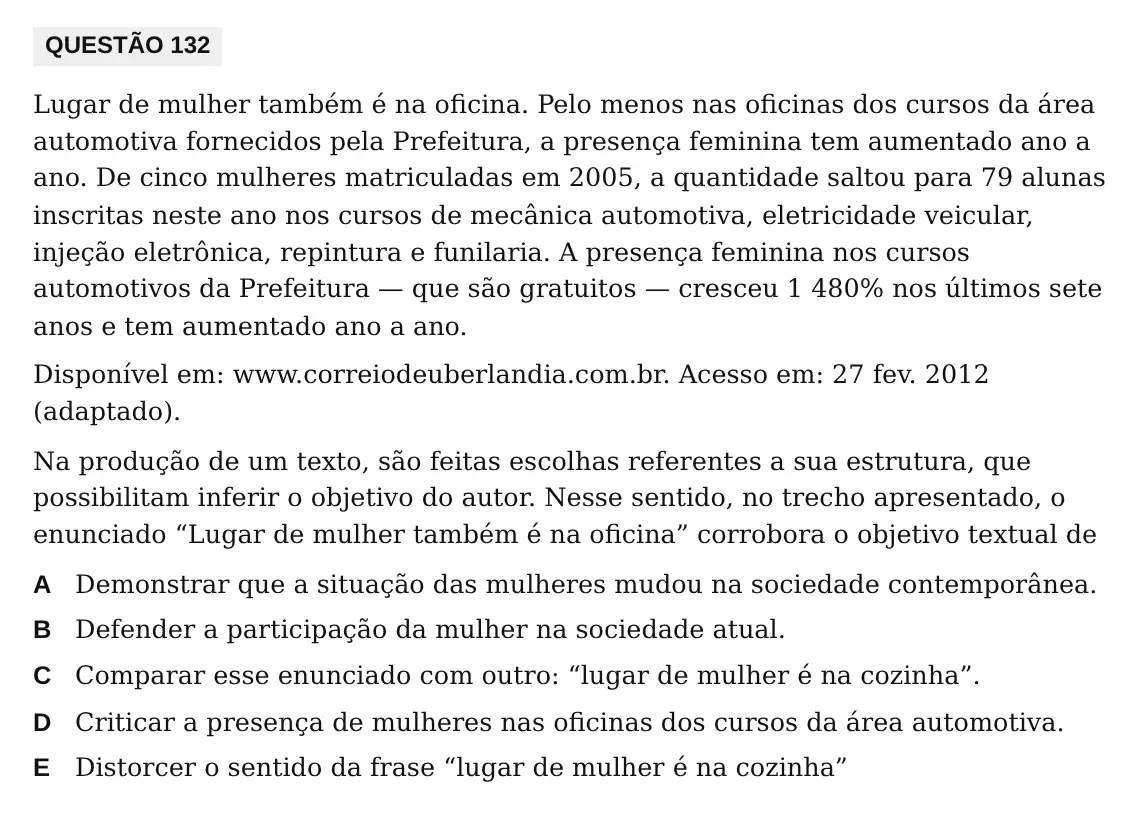 QUESTÃO 132
Lugar de mulher também é na oficina. Pelo menos nas oficinas dos cursos da área
automotiva fornecidos pela Prefeitura, a presença feminina tem aumentado ano a
ano. De cinco mulheres matriculadas em 2005, a quantidade saltou para 79 alunas
inscritas neste ano nos cursos de mecânica automotiva, eletricidade veicular,
injeção eletrônica, repintura e funilaria. A presença feminina nos cursos
automotivos da Prefeitura — que são gratuitos — cresceu 1 480% nos últimos sete
anos e tem aumentado ano a ano.
Disponível em: www.correiodeuberlandia.com.br. Acesso em: 27 fev. 2012
(adaptado).
Na produção de um texto, são feitas escolhas referentes a sua estrutura, que
possibilitam inferir o objetivo do autor. Nesse sentido, no trecho apresentado, o
enunciado “Lugar de mulher também é na oficina” corrobora o objetivo textual de
A Demonstrar que a situação das mulheres mudou na sociedade contemporânea.
B Defender a participação da mulher na sociedade atual.
C Comparar esse enunciado com outro: “lugar de mulher é na cozinha”.
D Criticar a presença de mulheres nas oficinas dos cursos da área automotiva.
E Distorcer o sentido da frase “lugar de mulher é na cozinha”